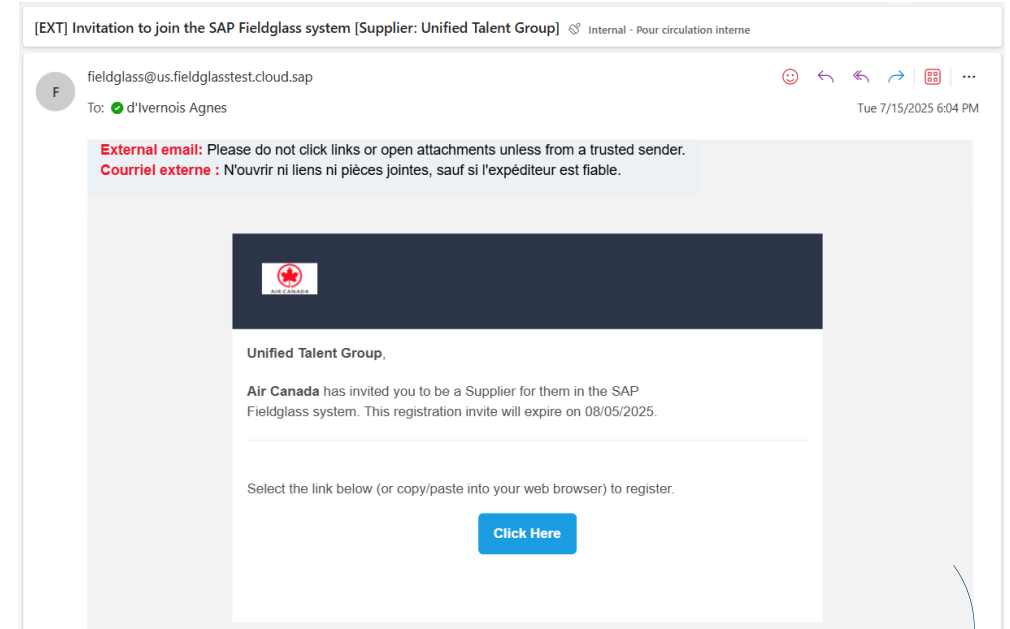 [EXT] Invitation to join the SAP Fieldglass system [Supplier: Unified Talent Group] Internal - Pour circulation interne
F
fieldglass@us.fieldglasstest.cloud.sap
To: d'Ivernois Agnes
Tue 7/15/2025 6:04 PM
External email: Please do not click links or open attachments unless from a trusted sender.
Courriel externe : N'ouvrir ni liens ni pièces jointes, sauf si l'expéditeur est fiable.
AIR CANADA
Unified Talent Group,
Air Canada has invited you to be a Supplier for them in the SAP
Fieldglass system. This registration invite will expire on 08/05/2025.
Select the link below (or copy/paste into your web browser) to register.
Click Here